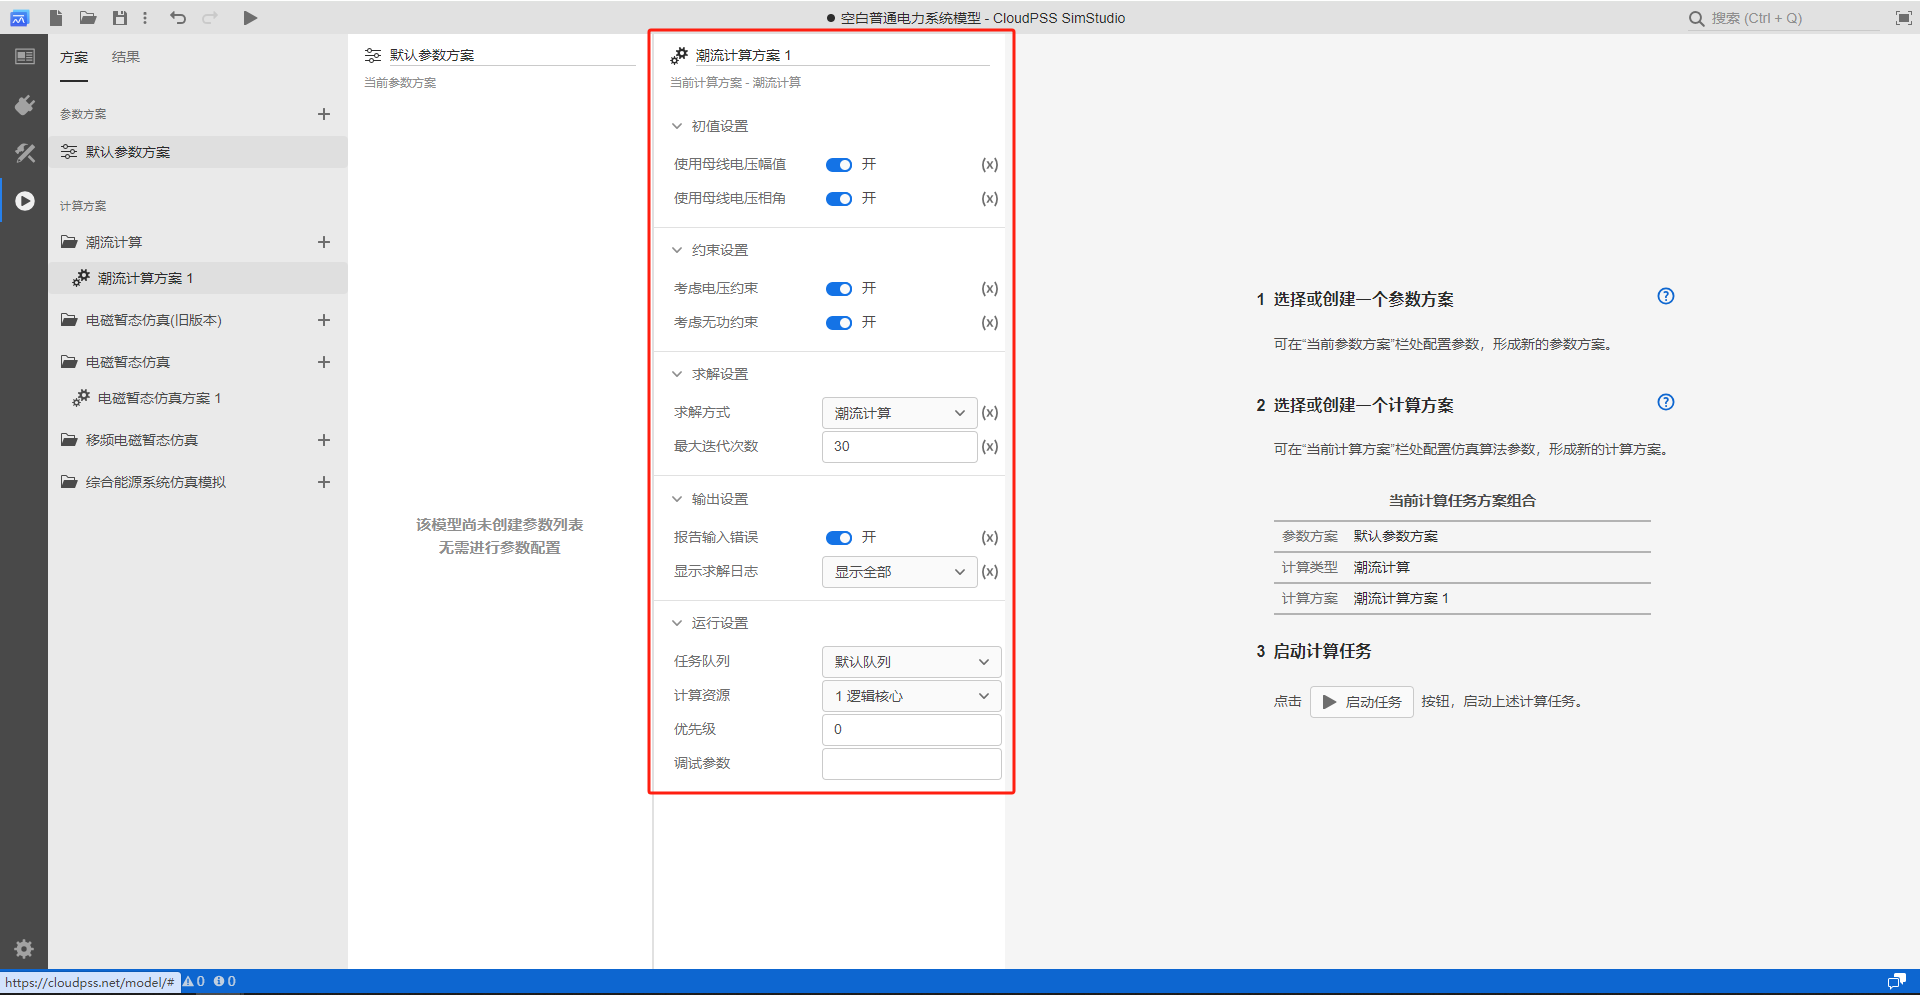 空白普通电力系统模型 - CloudPSS SimStudio
搜索 (Ctrl + Q)
方案
结果
参数方案
默认参数方案
计算方案
潮流计算
潮流计算方案 1
电磁暂态仿真(旧版本)
电磁暂态仿真
电磁暂态仿真方案 1
移频电磁暂态仿真
综合能源系统仿真模拟
默认参数方案
当前参数方案
该模型尚未创建参数列表
无需进行参数配置
潮流计算方案 1
当前计算方案 - 潮流计算
初值设置
使用母线电压幅值 开 (x)
使用母线电压相角 开 (x)
约束设置
考虑电压约束 开 (x)
考虑无功约束 开 (x)
求解设置
求解方式 潮流计算 (x)
最大迭代次数 30 (x)
输出设置
报告输入错误 开 (x)
显示求解日志 显示全部 (x)
运行设置
任务队列 默认队列
计算资源 1 逻辑核心
优先级 0
调试参数
1 选择或创建一个参数方案
可在“当前参数方案”栏处配置参数，形成新的参数方案。
2 选择或创建一个计算方案
可在“当前计算方案”栏处配置仿真算法参数，形成新的计算方案。
当前计算任务方案组合
参数方案 默认参数方案
计算类型 潮流计算
计算方案 潮流计算方案 1
3 启动计算任务
点击 启动任务 按钮，启动上述计算任务。
https://cloudpss.net/model/# 0 0